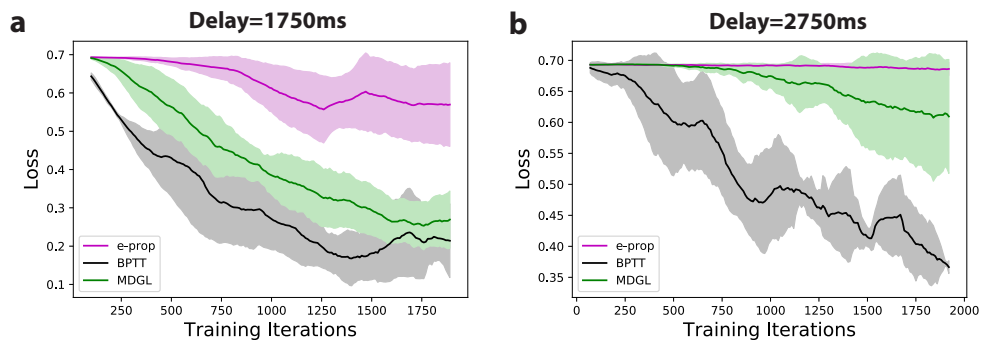 a
Delay=1750ms
0.7
0.6
0.5
0.4
0.3
0.2
0.1
Loss
e-prop
BPTT
MDGL
250 500 750 1000 1250 1500 1750
Training Iterations
b
Delay=2750ms
0.70
0.65
0.60
0.55
0.50
0.45
0.40
0.35
Loss
e-prop
BPTT
MDGL
0 250 500 750 1000 1250 1500 1750 2000
Training Iterations